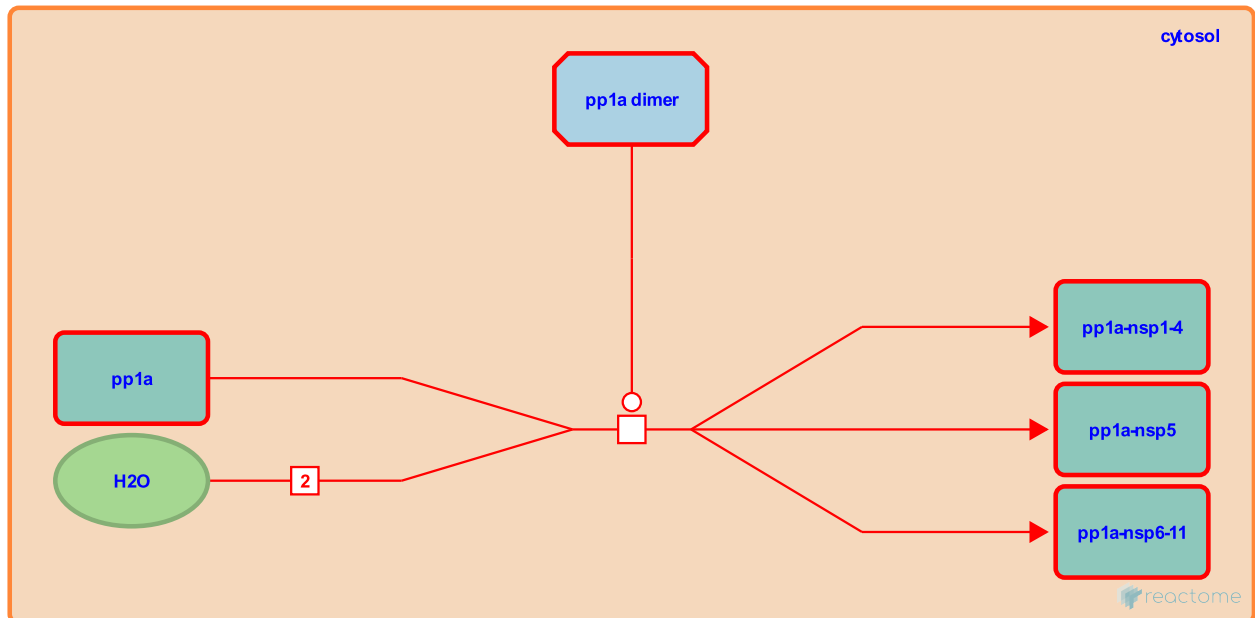 cytosol
pp1a dimer
pp1a-nsp1-4
pp1a
pp1a-nsp5
H2O
2
pp1a-nsp6-11
reactome